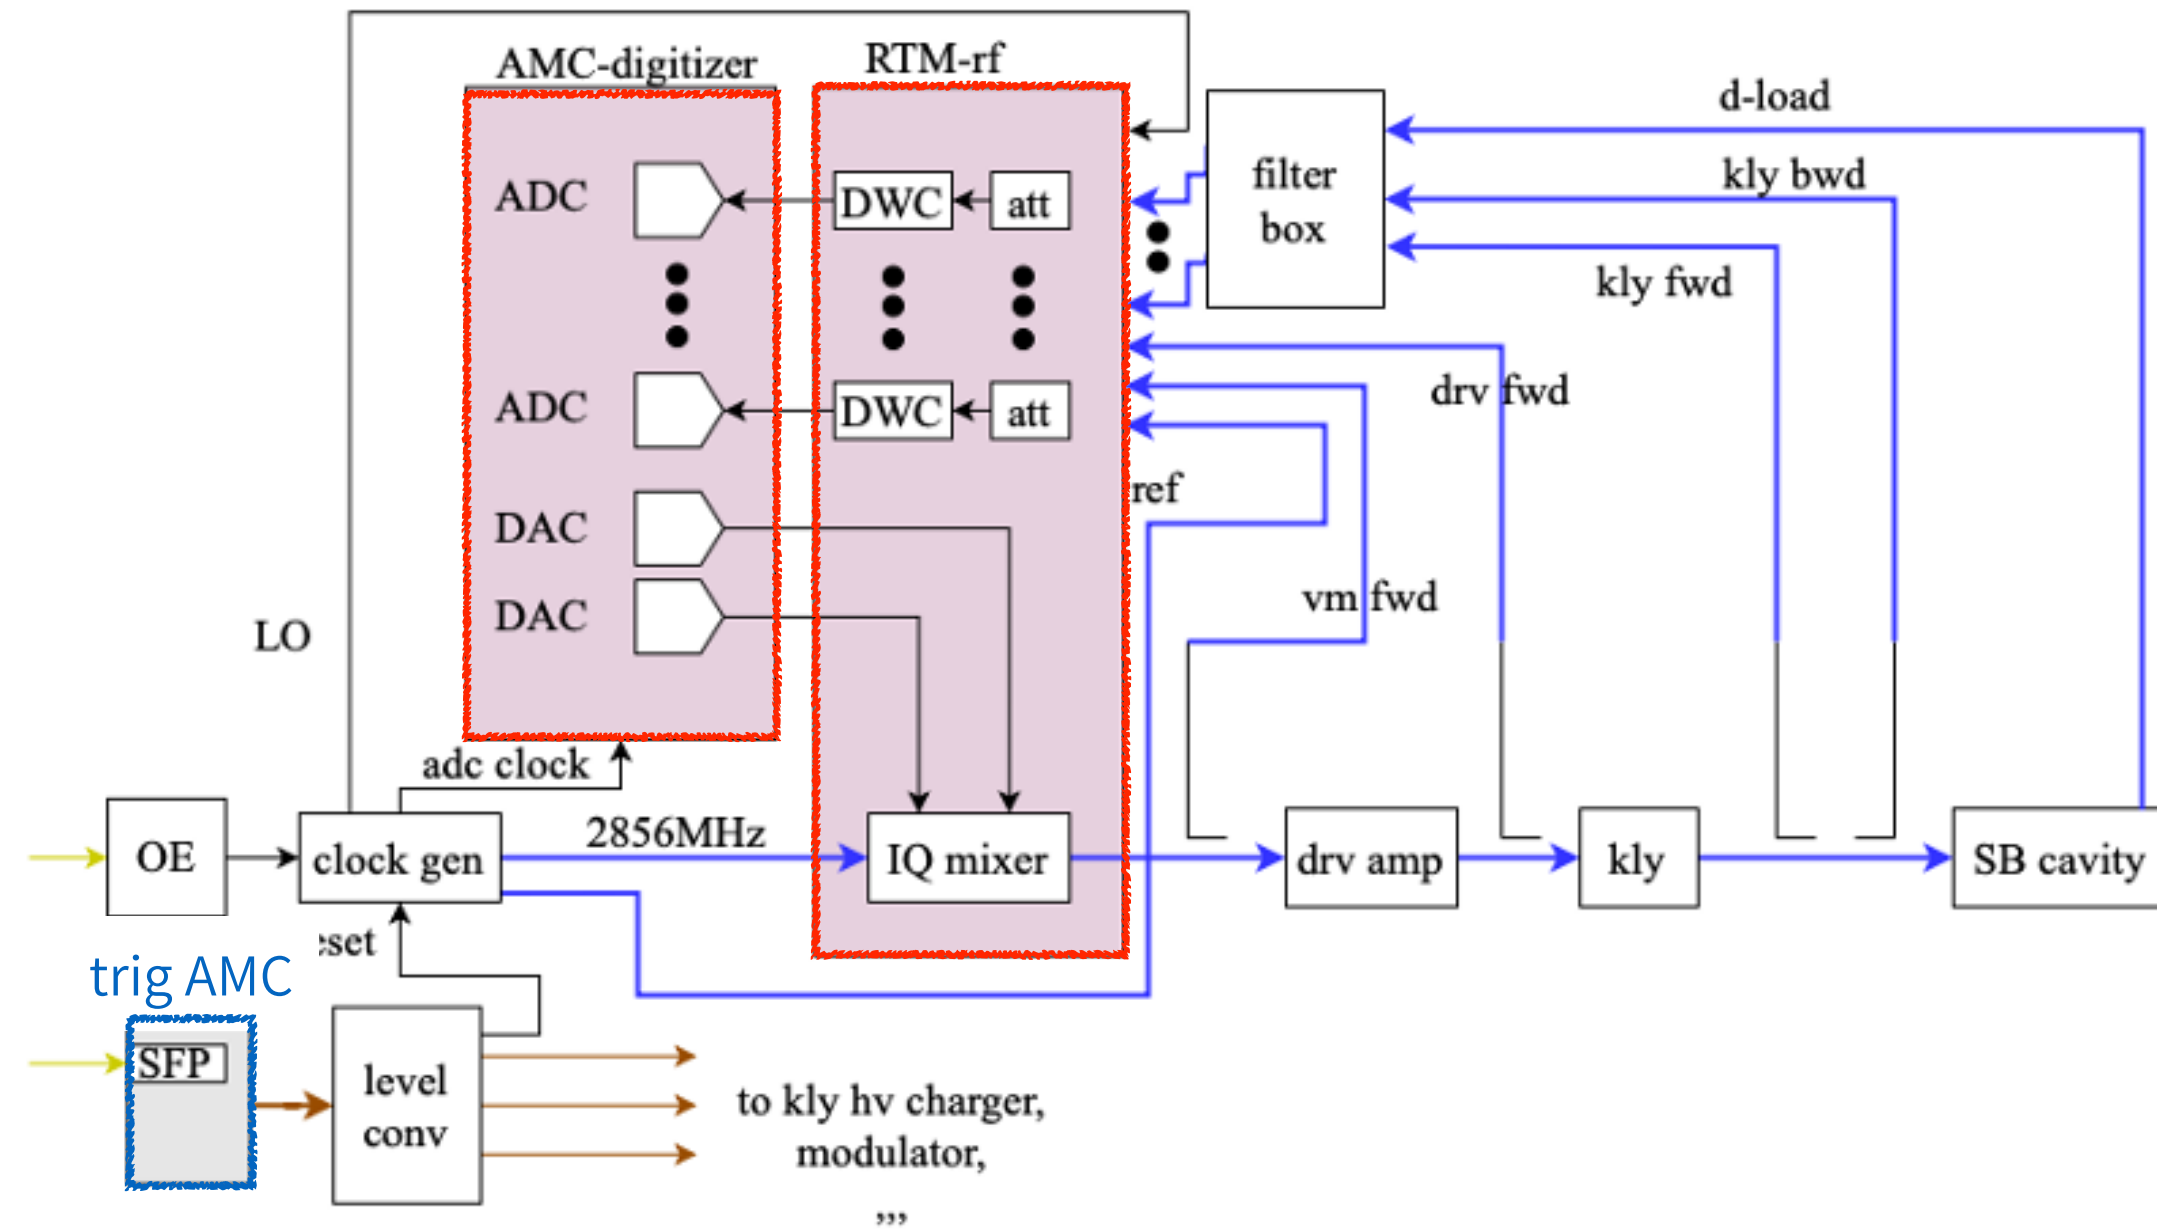 AMC-digitizer
RTM-rf
d-load
ADC
DWC
att
filter
box
kly bwd
kly fwd
ADC
DWC
att
drv fwd
ref
DAC
DAC
vm fwd
LO
adc clock
2856MHz
OE
clock gen
IQ mixer
drv amp
kly
SB cavity
eset
trig AMC
SFP
level
conv
to kly hv charger,
modulator,
,,,